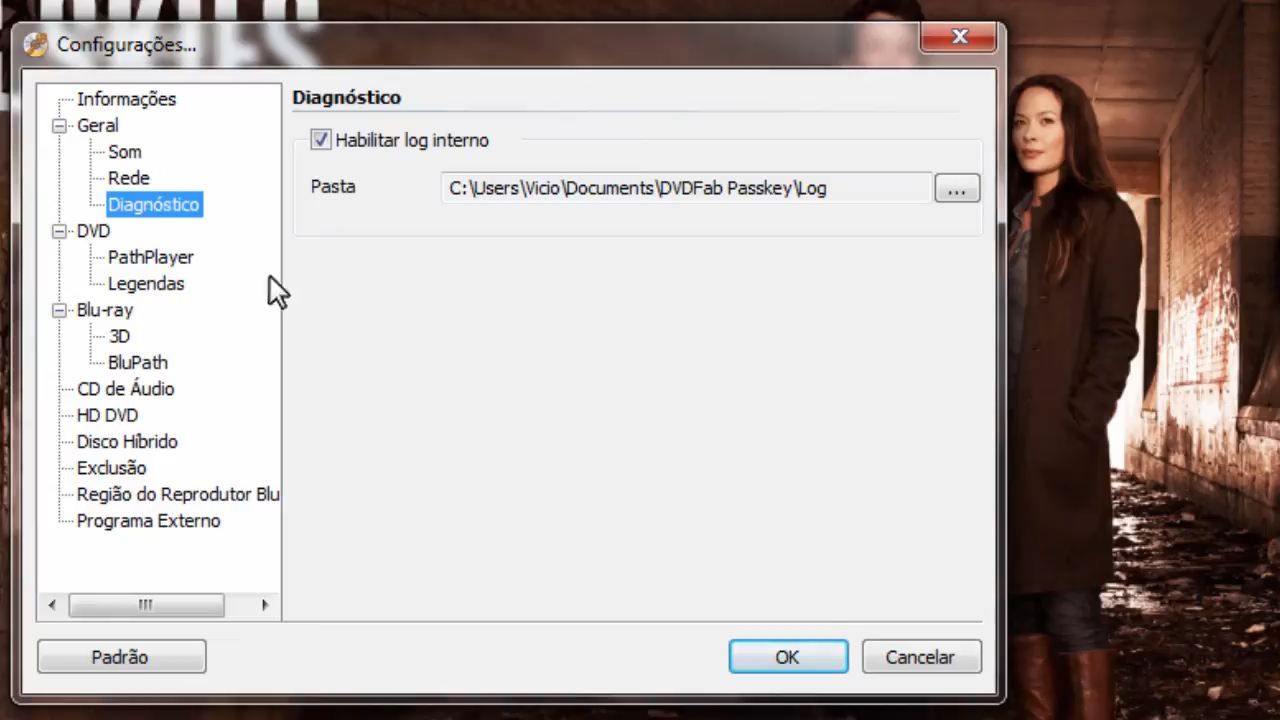 Configurações...
Informações
Geral
Som
Rede
Diagnóstico
DVD
PathPlayer
Legendas
Blu-ray
3D
BluPath
CD de Áudio
HD DVD
Disco Híbrido
Exclusão
Região do Reprodutor Blu
Programa Externo
Diagnóstico
Habilitar log interno
Pasta C:\Users\Vicio\Documents\DVDFab Passkey\Log ...
Padrão OK Cancelar